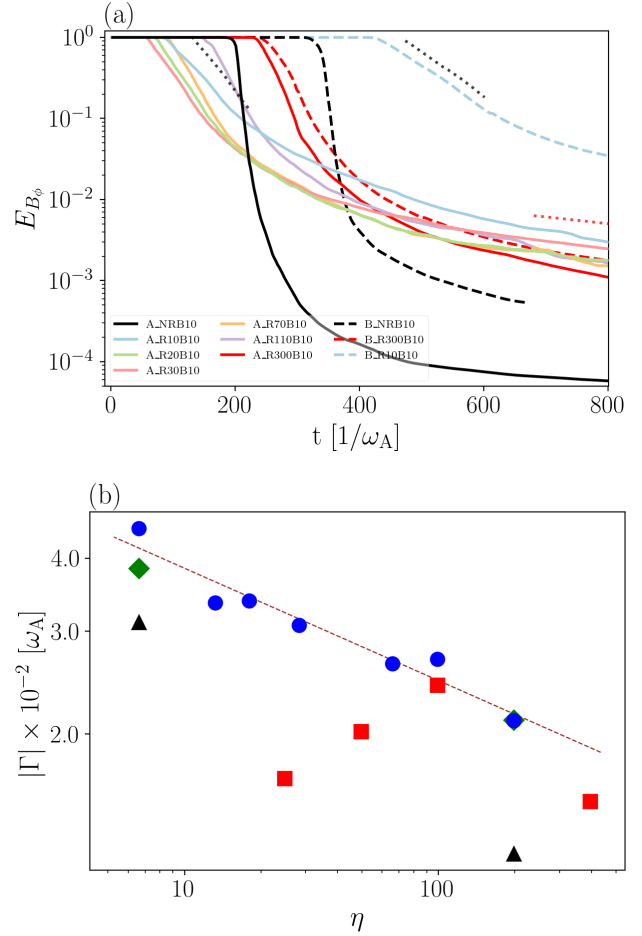 (a)
10⁰
10⁻¹
10⁻²
10⁻³
10⁻⁴
E_{B_ϕ}
A_NRB10
A_R10B10
A_R20B10
A_R30B10
A_R70B10
A_R110B10
A_R300B10
B_NRB10
B_R300B10
B_R10B10
0 200 400 600 800
t [1/ω_A]
(b)
4.0
3.0
2.0
|Γ| × 10⁻² [ω_A]
10 100
η